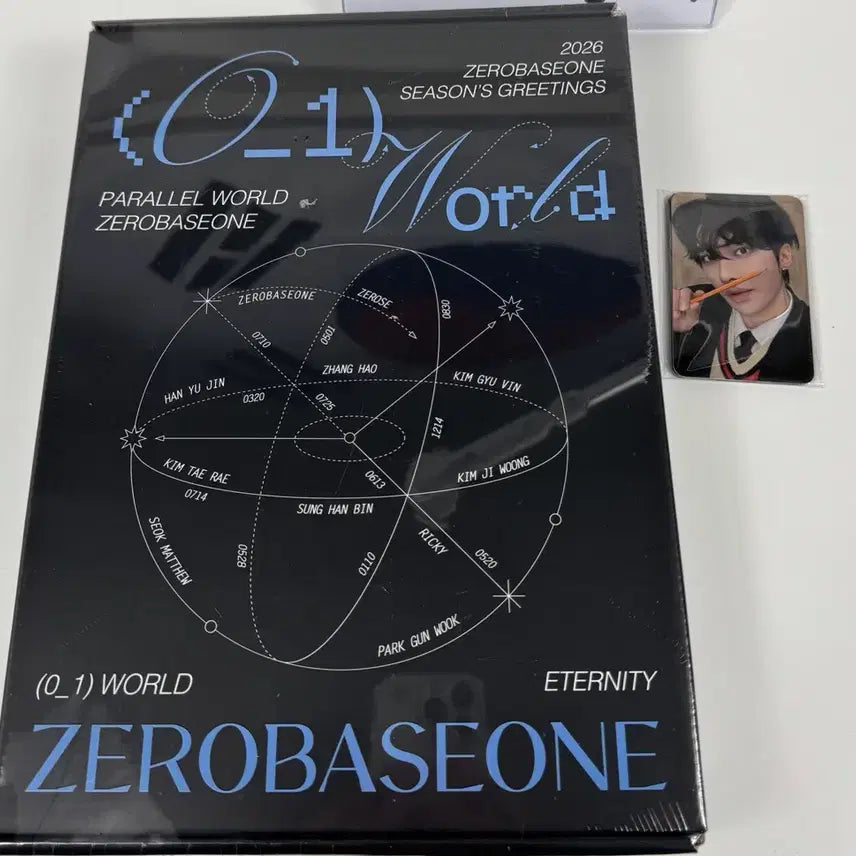 2026
ZEROBASEONE
SEASON'S GREETINGS
(0_1)
World
PARALLEL WORLD
ZEROBASEONE
ZEROBASEONE
ZEROSE
0830
0710
0501
ZHANG HAO
HAN YU JIN
KIM GYU VIN
0320
0725
1214
KIM TAE RAE
0714
0613
KIM JI WOONG
SUNG HAN BIN
SEOK MATTHEW
0528
0110
RICKY
0520
PARK GUN WOOK
(0_1) WORLD
ETERNITY
ZEROBASEONE